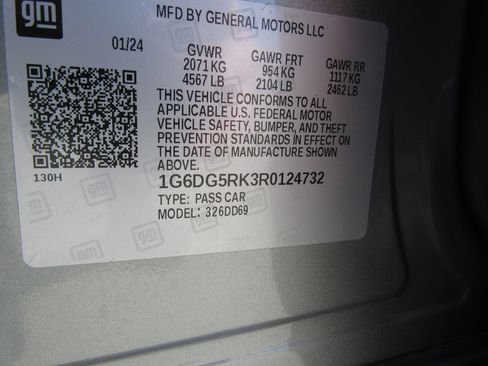 gm
MFD BY GENERAL MOTORS LLC
01/24
GVWR GAWR FRT GAWR RR
2071 KG 954 KG 1117 KG
4567 LB 2104 LB 2462 LB
THIS VEHICLE CONFORMS TO ALL
APPLICABLE U.S. FEDERAL MOTOR
VEHICLE SAFETY, BUMPER, AND THEFT
PREVENTION STANDARDS IN EFFECT ON
THE DATE OF MANUFACTURE SHOWN
ABOVE.
130H
1G6DG5RK3R0124732
TYPE: PASS CAR
MODEL: 326DD69